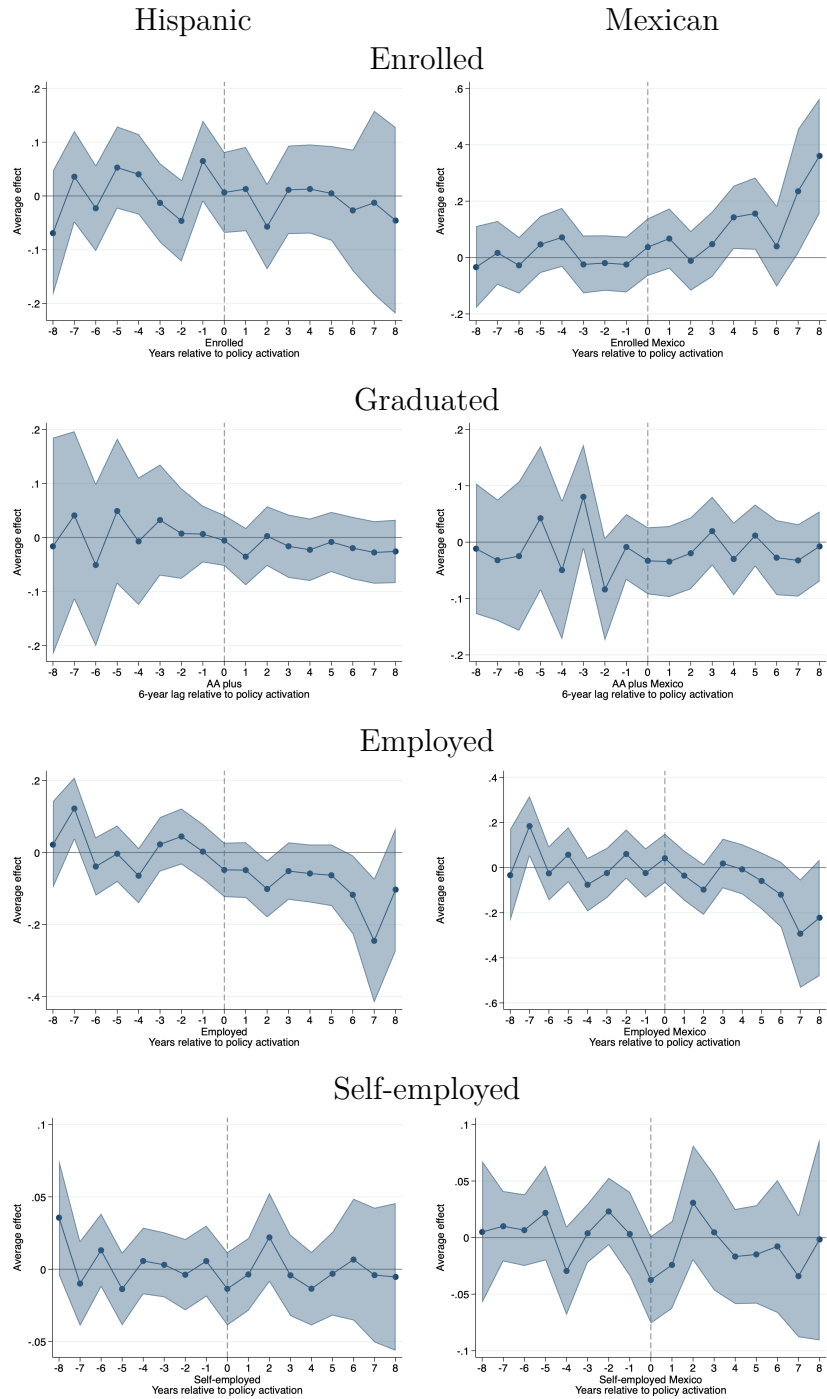 Hispanic
Mexican
Enrolled
Average effect
.2
.1
0
-.1
-.2
-8 -7 -6 -5 -4 -3 -2 -1 0 1 2 3 4 5 6 7 8
Enrolled
Years relative to policy activation
Average effect
.6
.4
.2
0
-.2
-8 -7 -6 -5 -4 -3 -2 -1 0 1 2 3 4 5 6 7 8
Enrolled Mexico
Years relative to policy activation
Graduated
Average effect
.2
.1
0
-.1
-.2
-8 -7 -6 -5 -4 -3 -2 -1 0 1 2 3 4 5 6 7 8
AA plus
6-year lag relative to policy activation
Average effect
.2
.1
0
-.1
-.2
-8 -7 -6 -5 -4 -3 -2 -1 0 1 2 3 4 5 6 7 8
AA plus Mexico
6-year lag relative to policy activation
Employed
Average effect
.2
0
-.2
-.4
-8 -7 -6 -5 -4 -3 -2 -1 0 1 2 3 4 5 6 7 8
Employed
Years relative to policy activation
Average effect
.4
.2
0
-.2
-.4
-.6
-8 -7 -6 -5 -4 -3 -2 -1 0 1 2 3 4 5 6 7 8
Employed Mexico
Years relative to policy activation
Self-employed
Average effect
.1
.05
0
-.05
-8 -7 -6 -5 -4 -3 -2 -1 0 1 2 3 4 5 6 7 8
Self-employed
Years relative to policy activation
Average effect
.1
.05
0
-.05
-.1
-8 -7 -6 -5 -4 -3 -2 -1 0 1 2 3 4 5 6 7 8
Self-employed Mexico
Years relative to policy activation